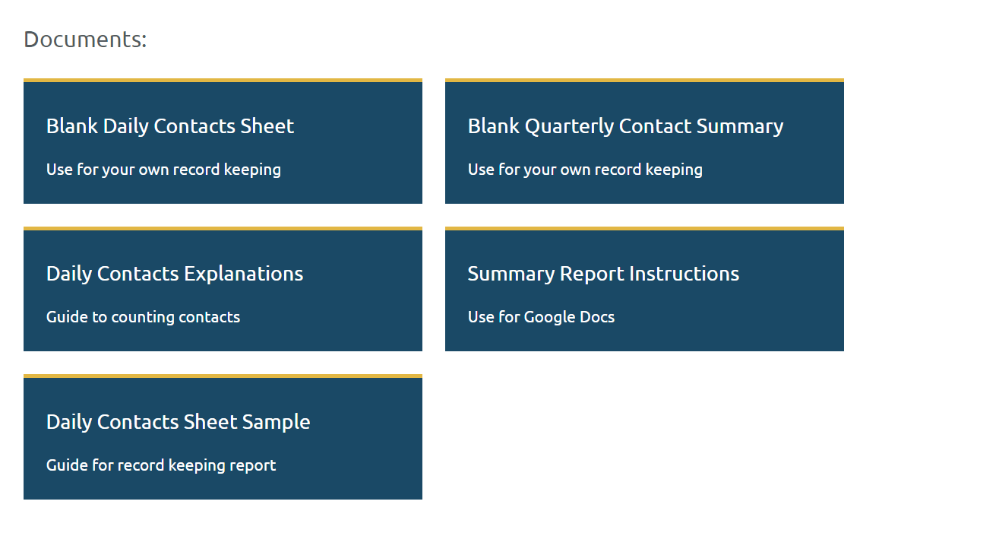 Documents:
Blank Daily Contacts Sheet
Use for your own record keeping
Blank Quarterly Contact Summary
Use for your own record keeping
Daily Contacts Explanations
Guide to counting contacts
Summary Report Instructions
Use for Google Docs
Daily Contacts Sheet Sample
Guide for record keeping report